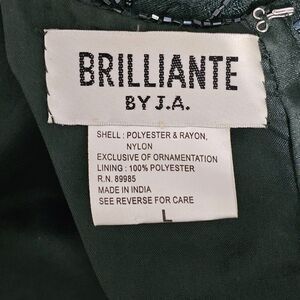 BRILLIANTE
BY J.A.
SHELL : POLYESTER & RAYON,
NYLON
EXCLUSIVE OF ORNAMENTATION
LINING : 100% POLYESTER
R.N. 89985
MADE IN INDIA
SEE REVERSE FOR CARE
L